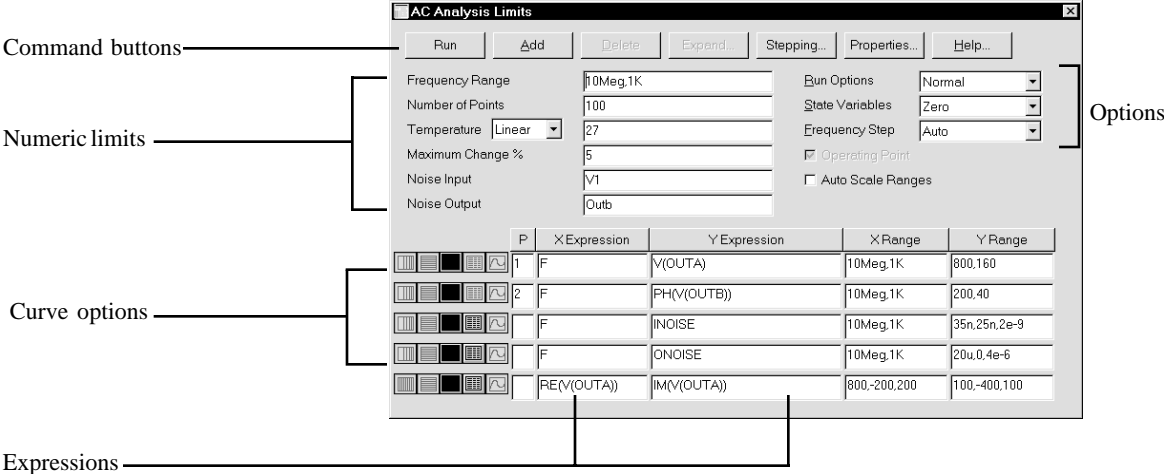 AC Analysis Limits
Command buttons
Run Add Delete Expand... Stepping... Properties... Help...
Frequency Range 10Meg,1K Run Options Normal
Number of Points 100 State Variables Zero
Options
Temperature Linear 27 Frequency Step Auto
Numeric limits
Maximum Change % 5 Operating Point
Noise Input V1 Auto Scale Ranges
Noise Output Outb
P X Expression Y Expression X Range Y Range
1 F V(OUTA) 10Meg,1K 800,160
2 F PH(V(OUTB)) 10Meg,1K 200,40
Curve options
F INOISE 10Meg,1K 35n,25n,2e-9
F ONOISE 10Meg,1K 20u,0,4e-6
RE(V(OUTA)) IM(V(OUTA)) 800,-200,200 100,-400,100
Expressions